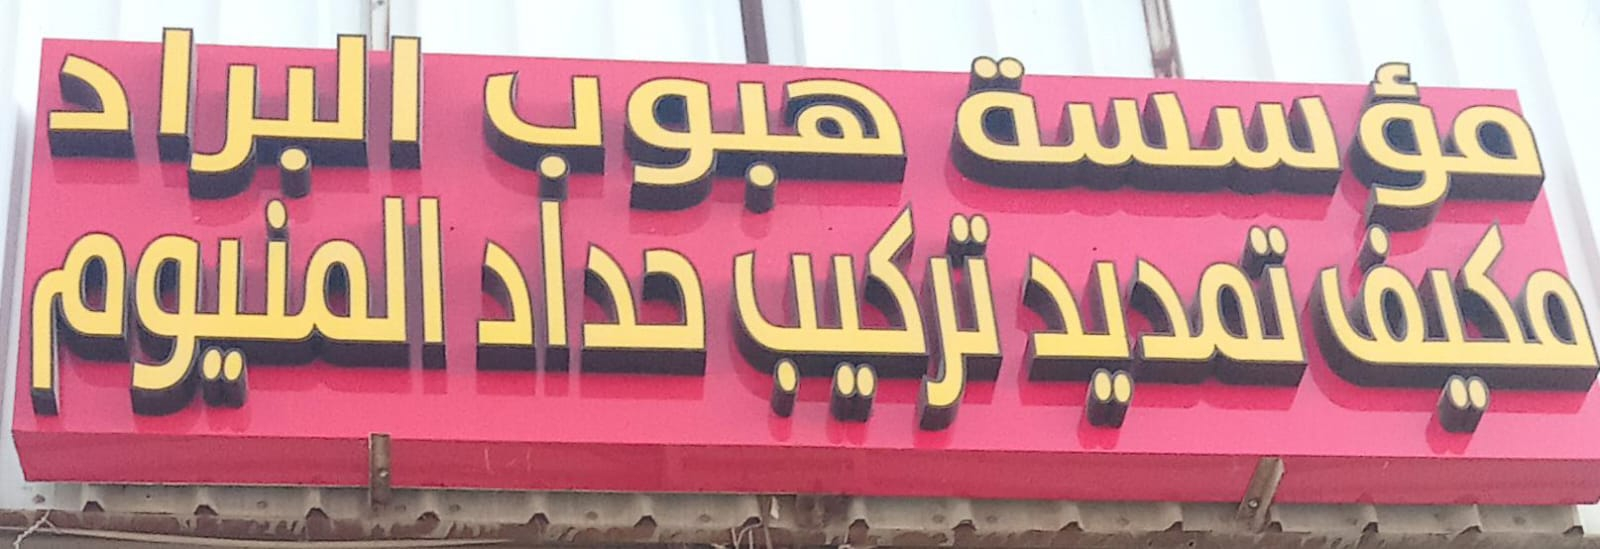 مؤسسة هبوب البراد
مكيف تمديد تركيب حداد المنيوم